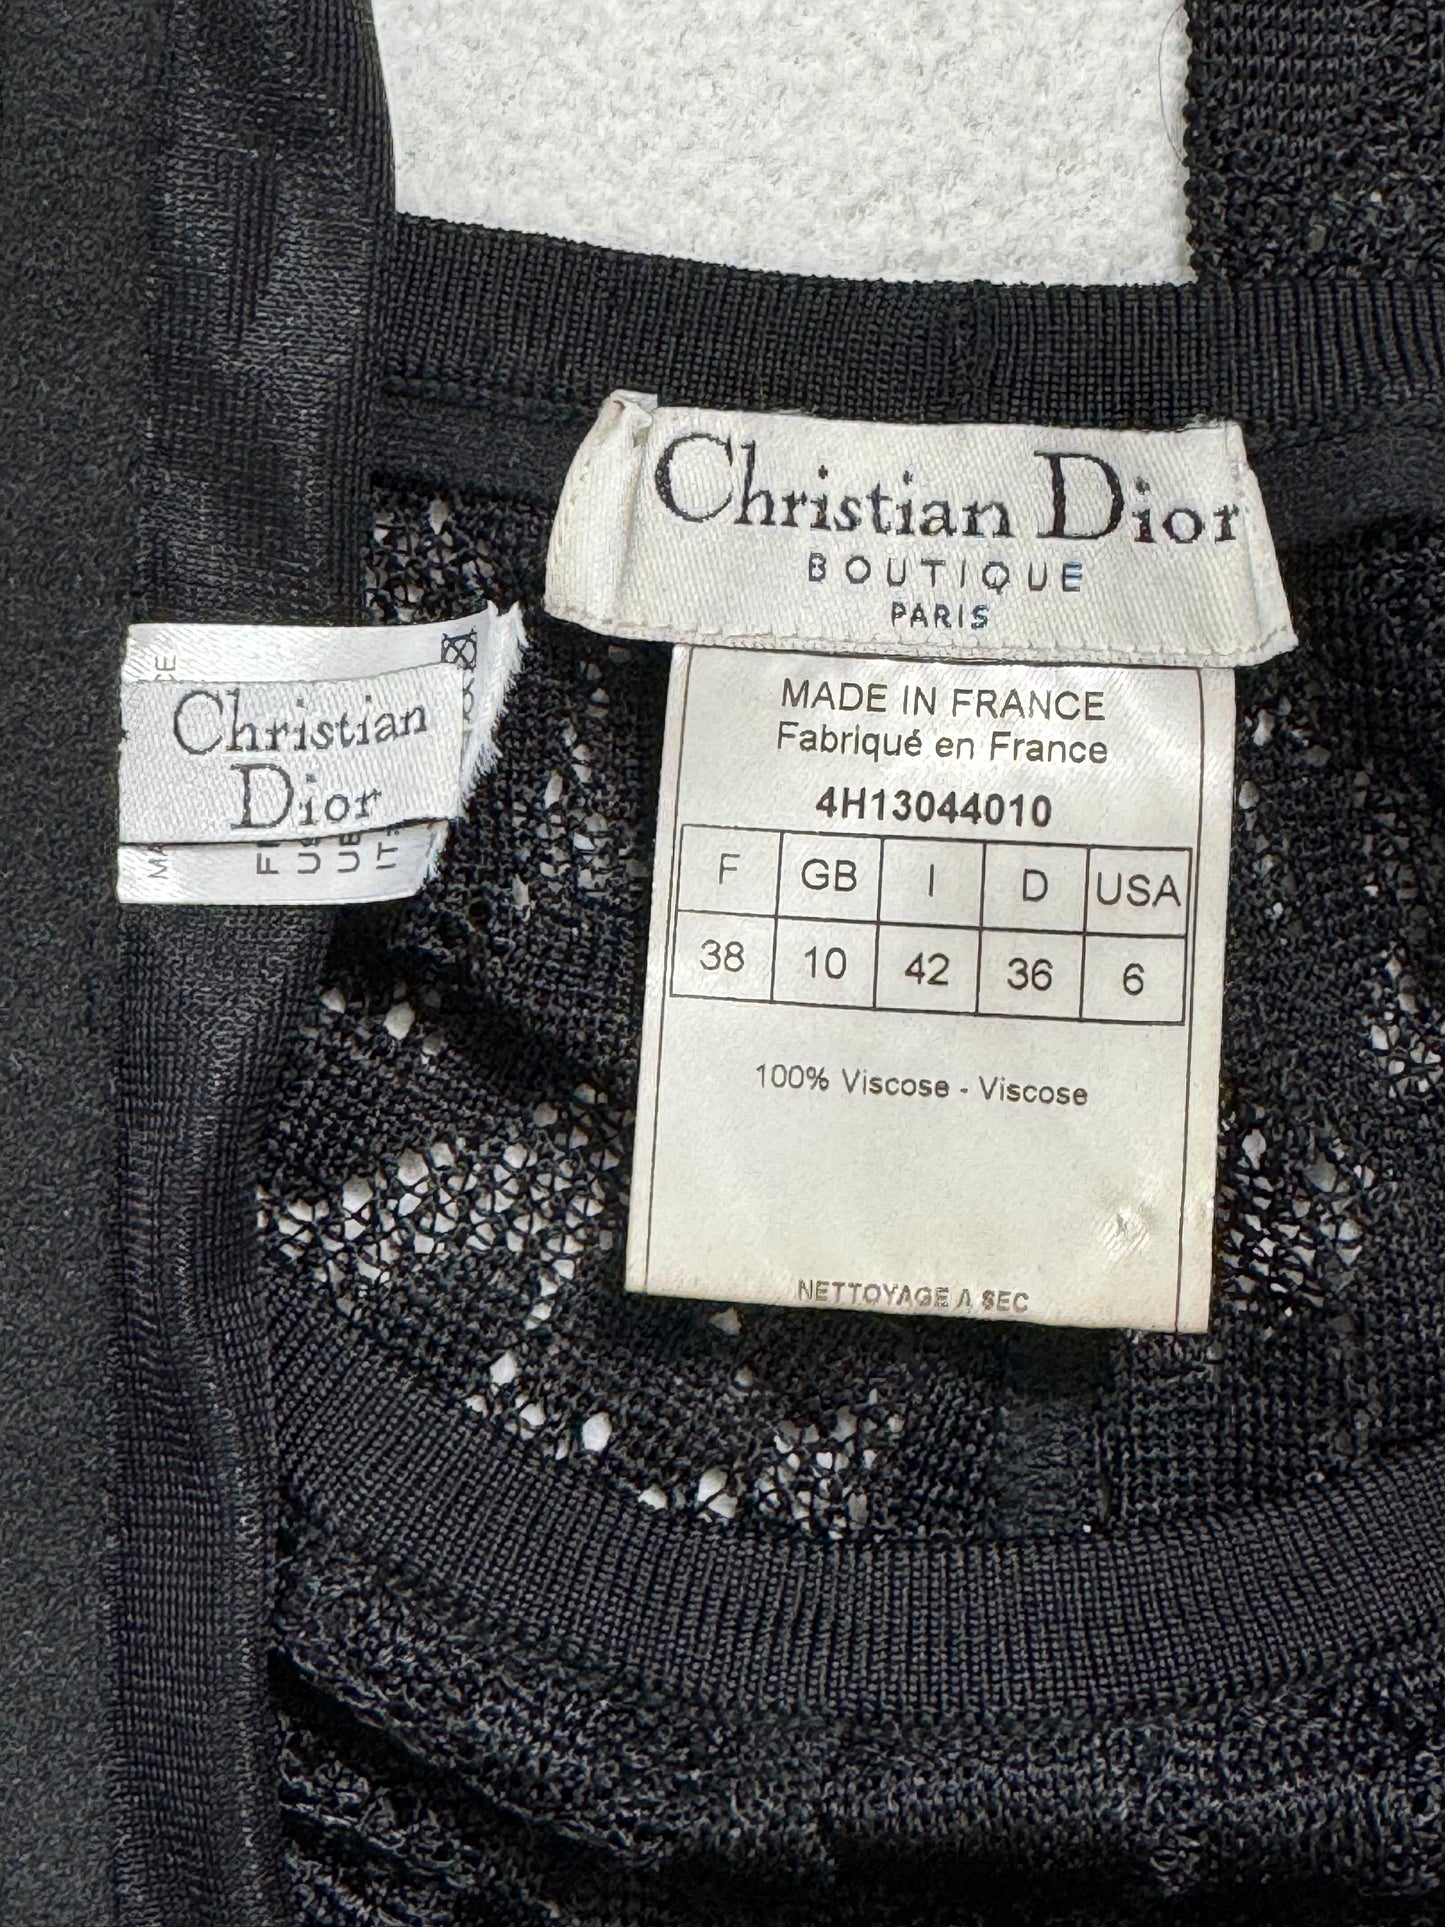 Christian Dior
BOUTIQUE
PARIS
MADE IN FRANCE
Fabriqué en France
4H13044010
F GB I D USA
38 10 42 36 6
100% Viscose - Viscose
NETTOYAGE A SEC
Christian
Dior